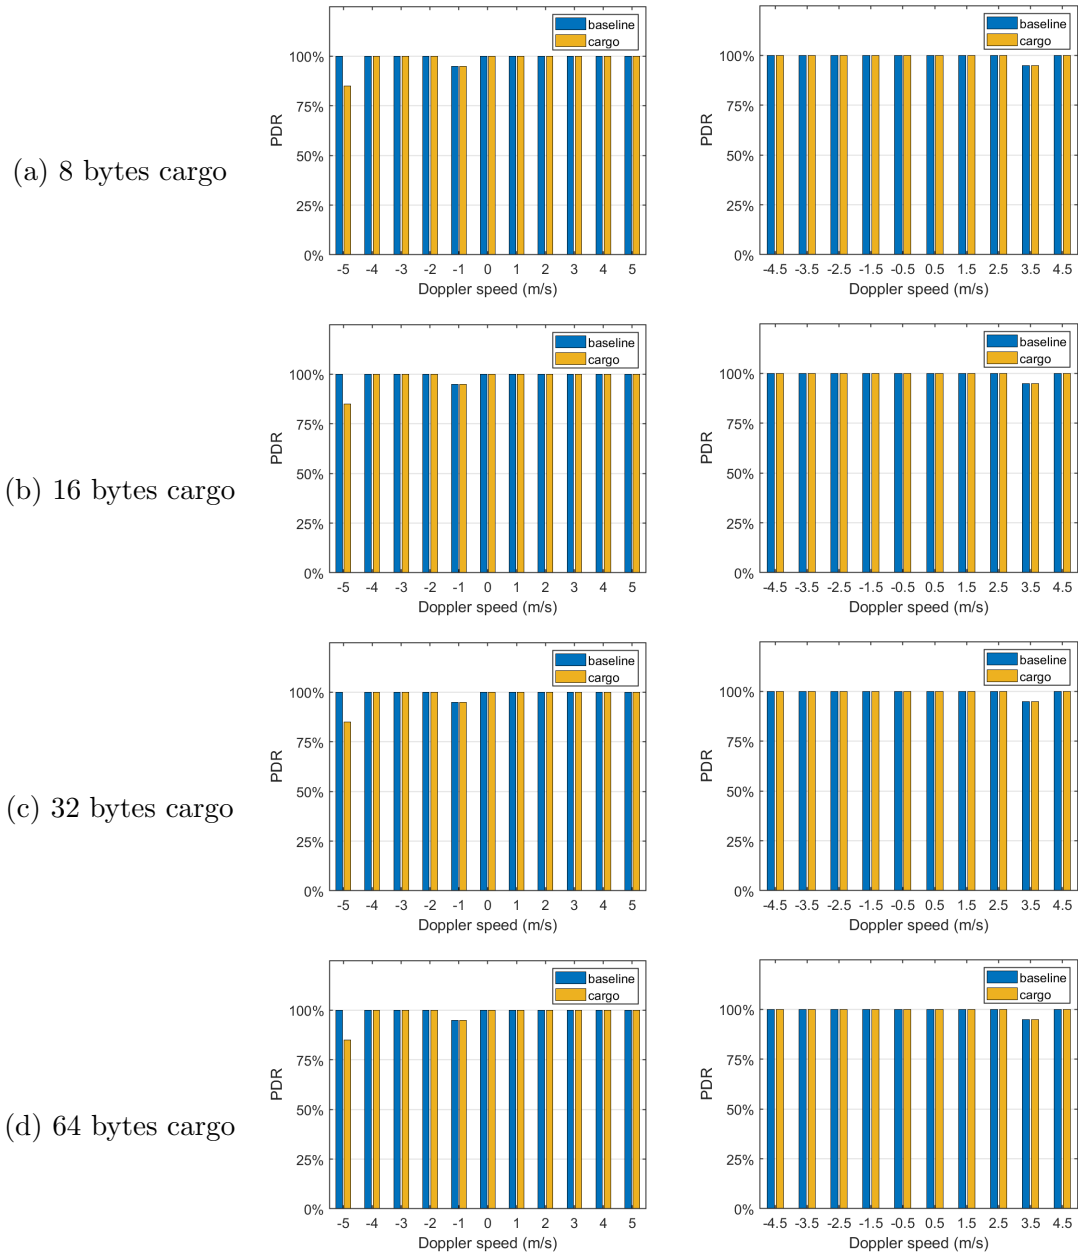 baseline
cargo
100%
75%
50%
25%
0%
PDR
-5 -4 -3 -2 -1 0 1 2 3 4 5
Doppler speed (m/s)
baseline
cargo
100%
75%
50%
25%
0%
PDR
-4.5 -3.5 -2.5 -1.5 -0.5 0.5 1.5 2.5 3.5 4.5
Doppler speed (m/s)
(a) 8 bytes cargo
baseline
cargo
100%
75%
50%
25%
0%
PDR
-5 -4 -3 -2 -1 0 1 2 3 4 5
Doppler speed (m/s)
baseline
cargo
100%
75%
50%
25%
0%
PDR
-4.5 -3.5 -2.5 -1.5 -0.5 0.5 1.5 2.5 3.5 4.5
Doppler speed (m/s)
(b) 16 bytes cargo
baseline
cargo
100%
75%
50%
25%
0%
PDR
-5 -4 -3 -2 -1 0 1 2 3 4 5
Doppler speed (m/s)
baseline
cargo
100%
75%
50%
25%
0%
PDR
-4.5 -3.5 -2.5 -1.5 -0.5 0.5 1.5 2.5 3.5 4.5
Doppler speed (m/s)
(c) 32 bytes cargo
baseline
cargo
100%
75%
50%
25%
0%
PDR
-5 -4 -3 -2 -1 0 1 2 3 4 5
Doppler speed (m/s)
baseline
cargo
100%
75%
50%
25%
0%
PDR
-4.5 -3.5 -2.5 -1.5 -0.5 0.5 1.5 2.5 3.5 4.5
Doppler speed (m/s)
(d) 64 bytes cargo